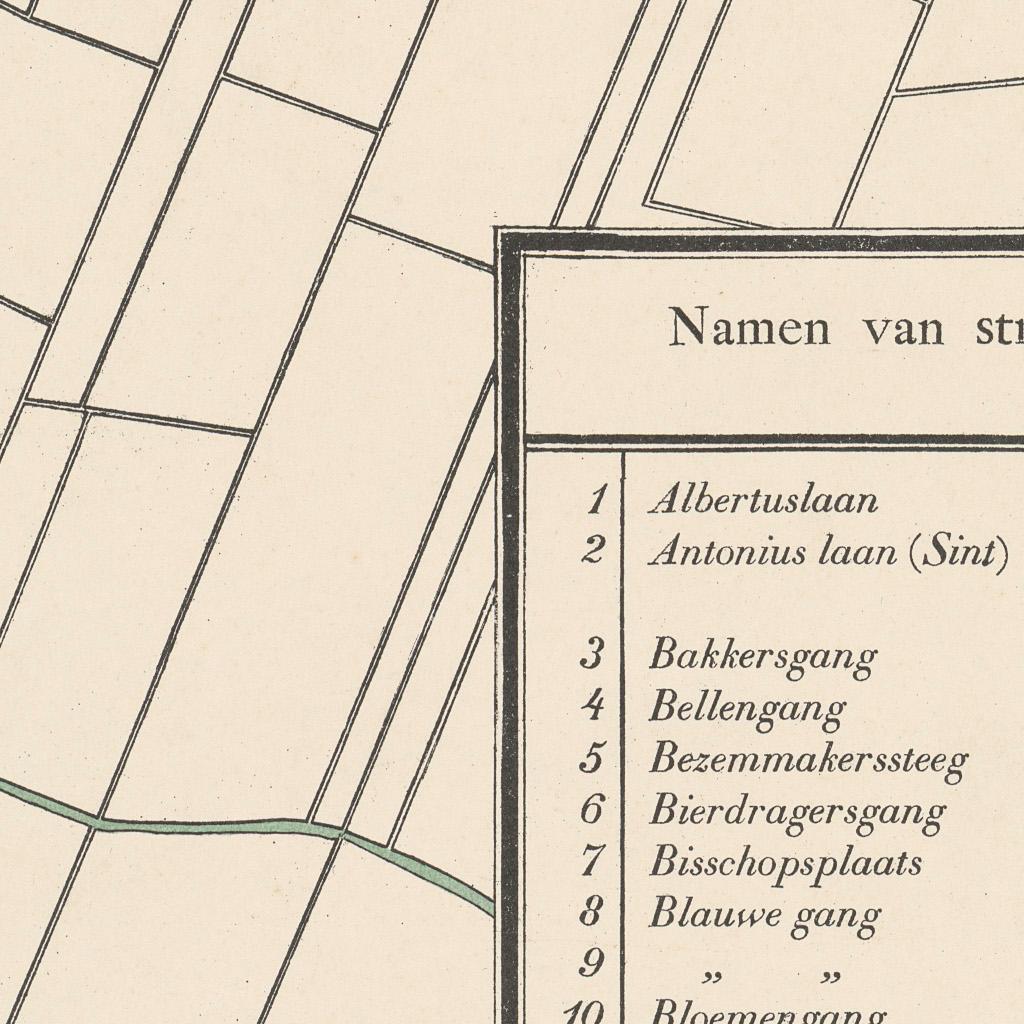 Namen van
1 Albertuslaan
2 Antonius laan (Sint)
3 Bakkersgang
4 Bellengang
5 Bezemmakerssteeg
6 Bierdragersgang
7 Bisschopsplaats
8 Blauwe gang
9 „ „
10 Bloemengang